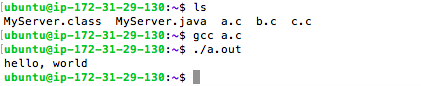 ubuntu@ip-172-31-29-130:~$ ls
MyServer.class  MyServer.java  a.c  b.c  c.c
ubuntu@ip-172-31-29-130:~$ gcc a.c
ubuntu@ip-172-31-29-130:~$ ./a.out
hello, world
ubuntu@ip-172-31-29-130:~$